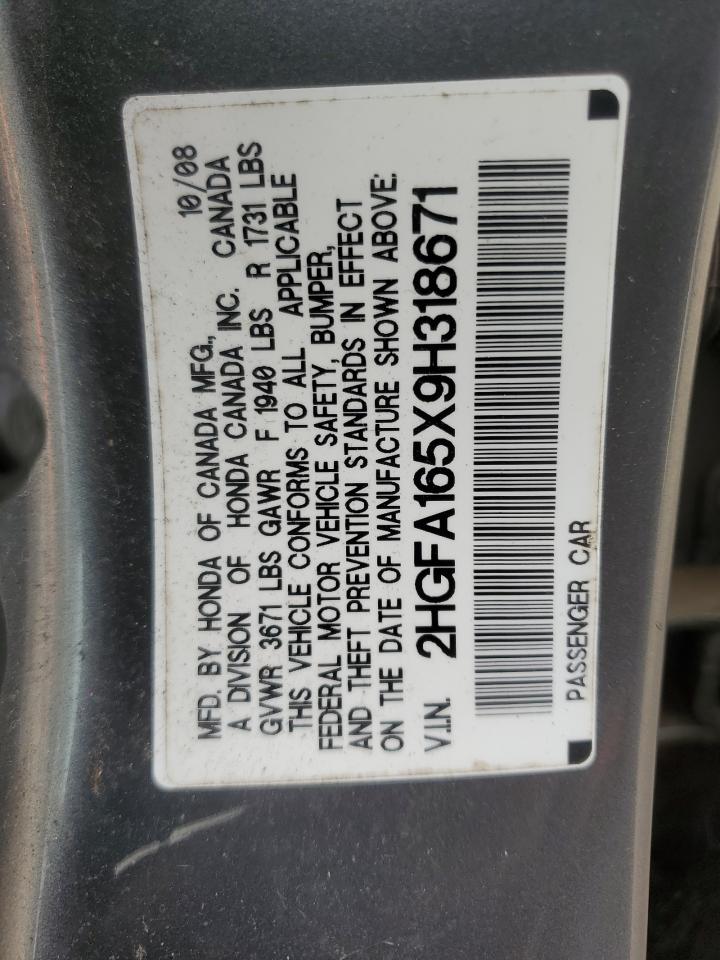 MFD. BY HONDA OF CANADA MFG., 10/08
A DIVISION OF HONDA CANADA INC. CANADA
GVWR 3671 LBS GAWR F 1940 LBS R 1731 LBS
THIS VEHICLE CONFORMS TO ALL APPLICABLE
FEDERAL MOTOR VEHICLE SAFETY, BUMPER,
AND THEFT PREVENTION STANDARDS IN EFFECT
ON THE DATE OF MANUFACTURE SHOWN ABOVE.
V.I.N. 2HGFA165X9H318671
PASSENGER CAR